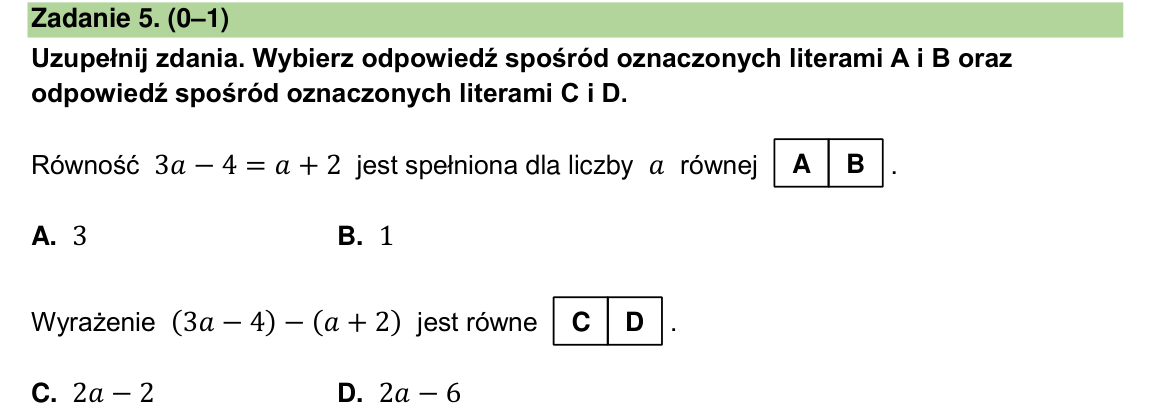 Zadanie 5. (0–1)
Uzupełnij zdania. Wybierz odpowiedź spośród oznaczonych literami A i B oraz
odpowiedź spośród oznaczonych literami C i D.
Równość 3a − 4 = a + 2 jest spełniona dla liczby a równej A B .
A. 3 B. 1
Wyrażenie (3a − 4) − (a + 2) jest równe C D .
C. 2a − 2 D. 2a − 6